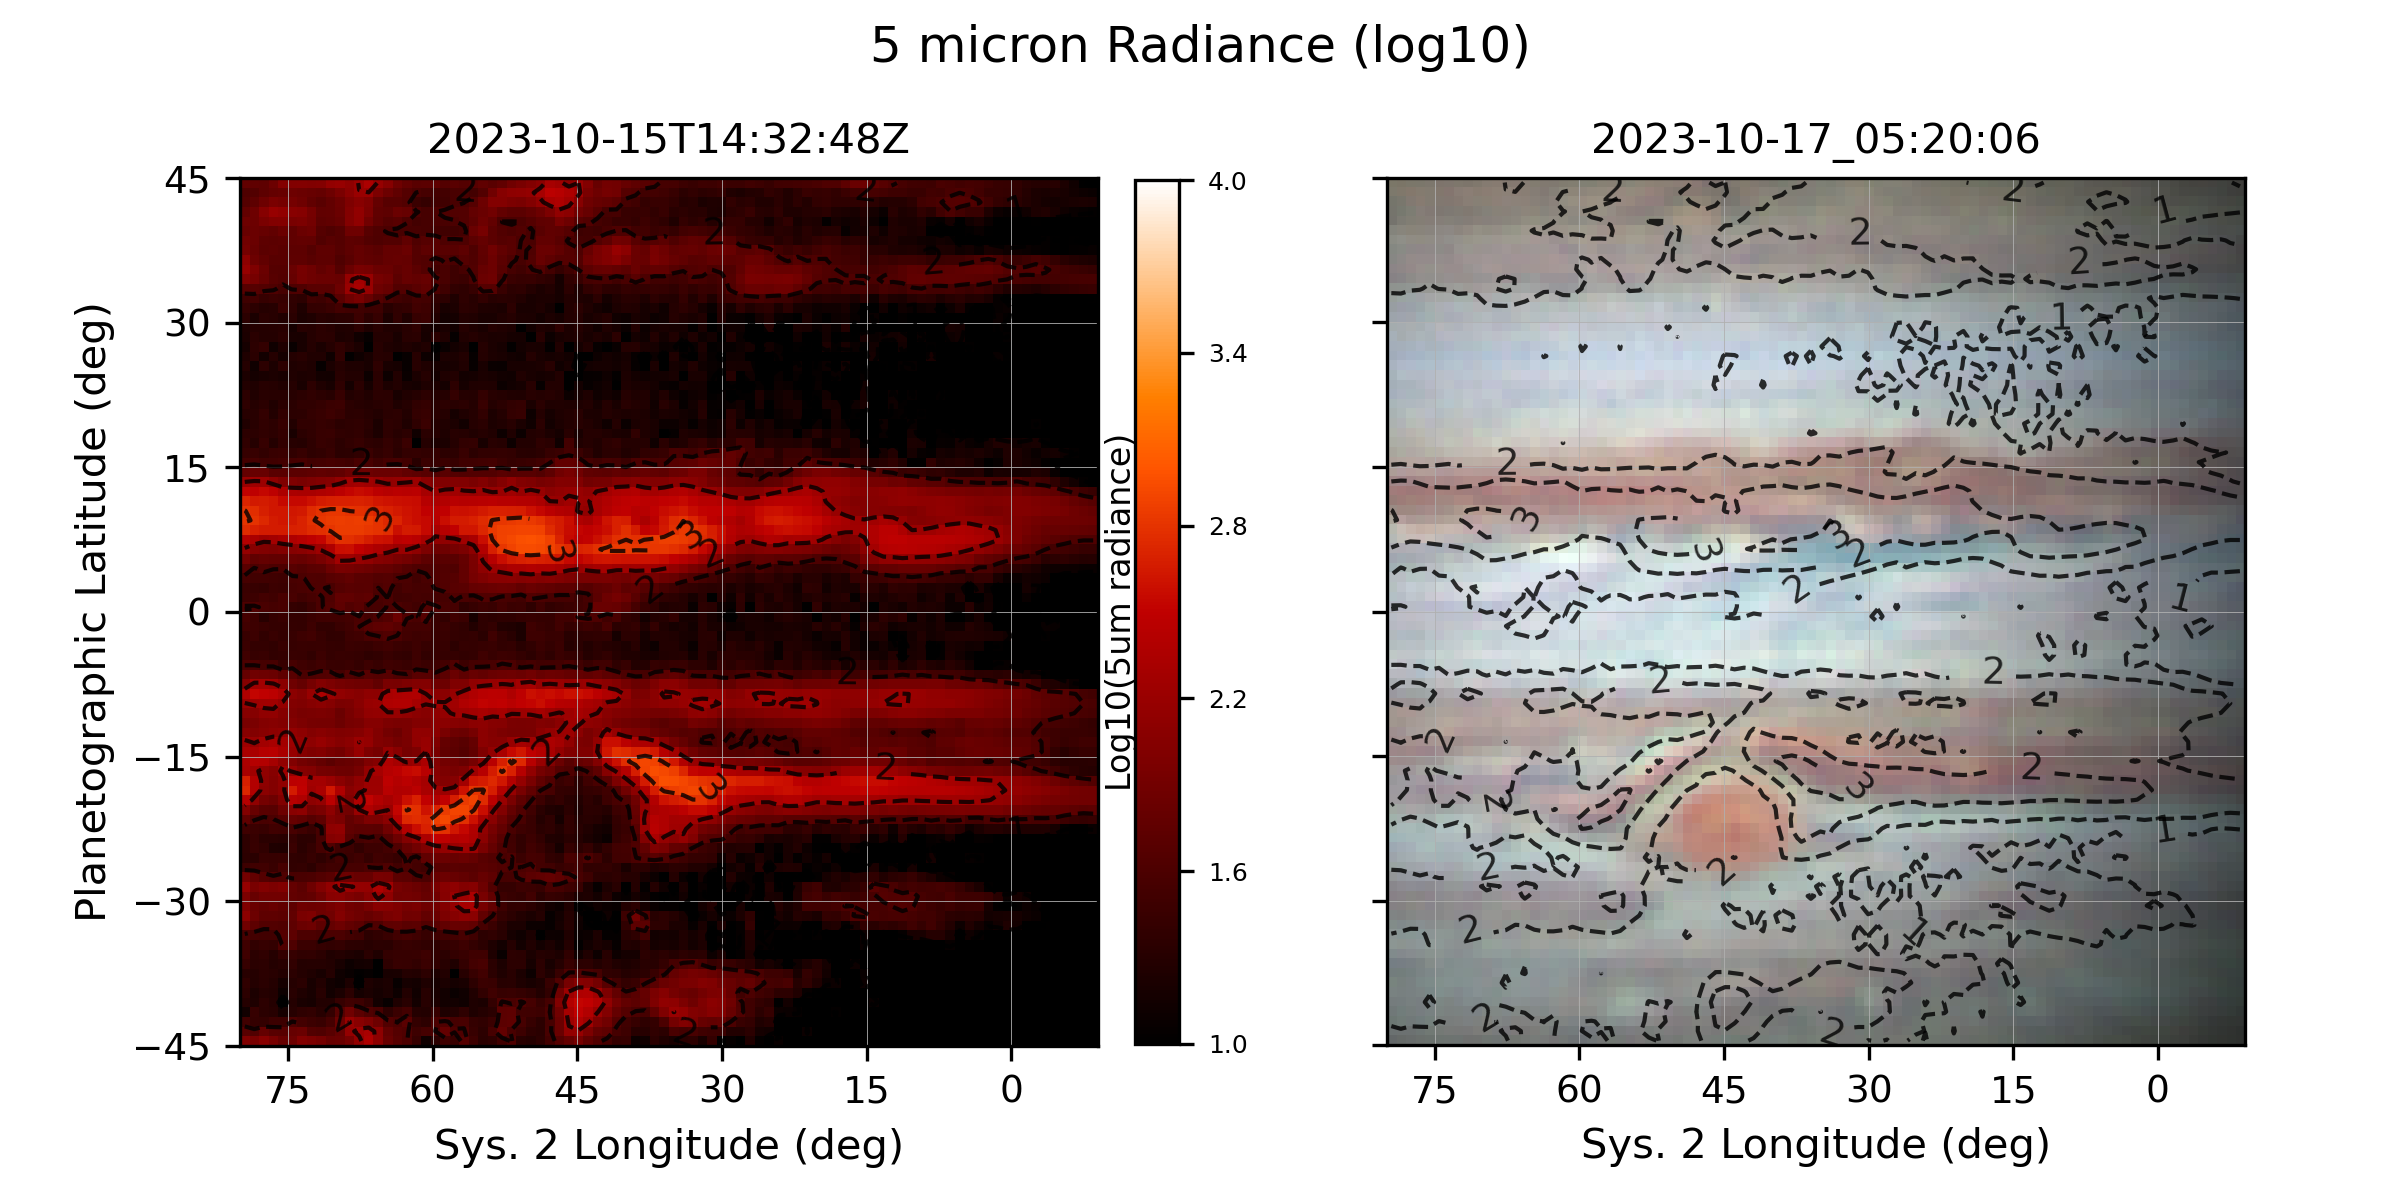 5 micron Radiance (log10)
2023-10-15T14:32:48Z
2023-10-17_05:20:06
Planetographic Latitude (deg)
45
30
15
0
−15
−30
−45
75 60 45 30 15 0
Sys. 2 Longitude (deg)
Log10(5um radiance)
4.0
3.4
2.8
2.2
1.6
1.0
75 60 45 30 15 0
Sys. 2 Longitude (deg)